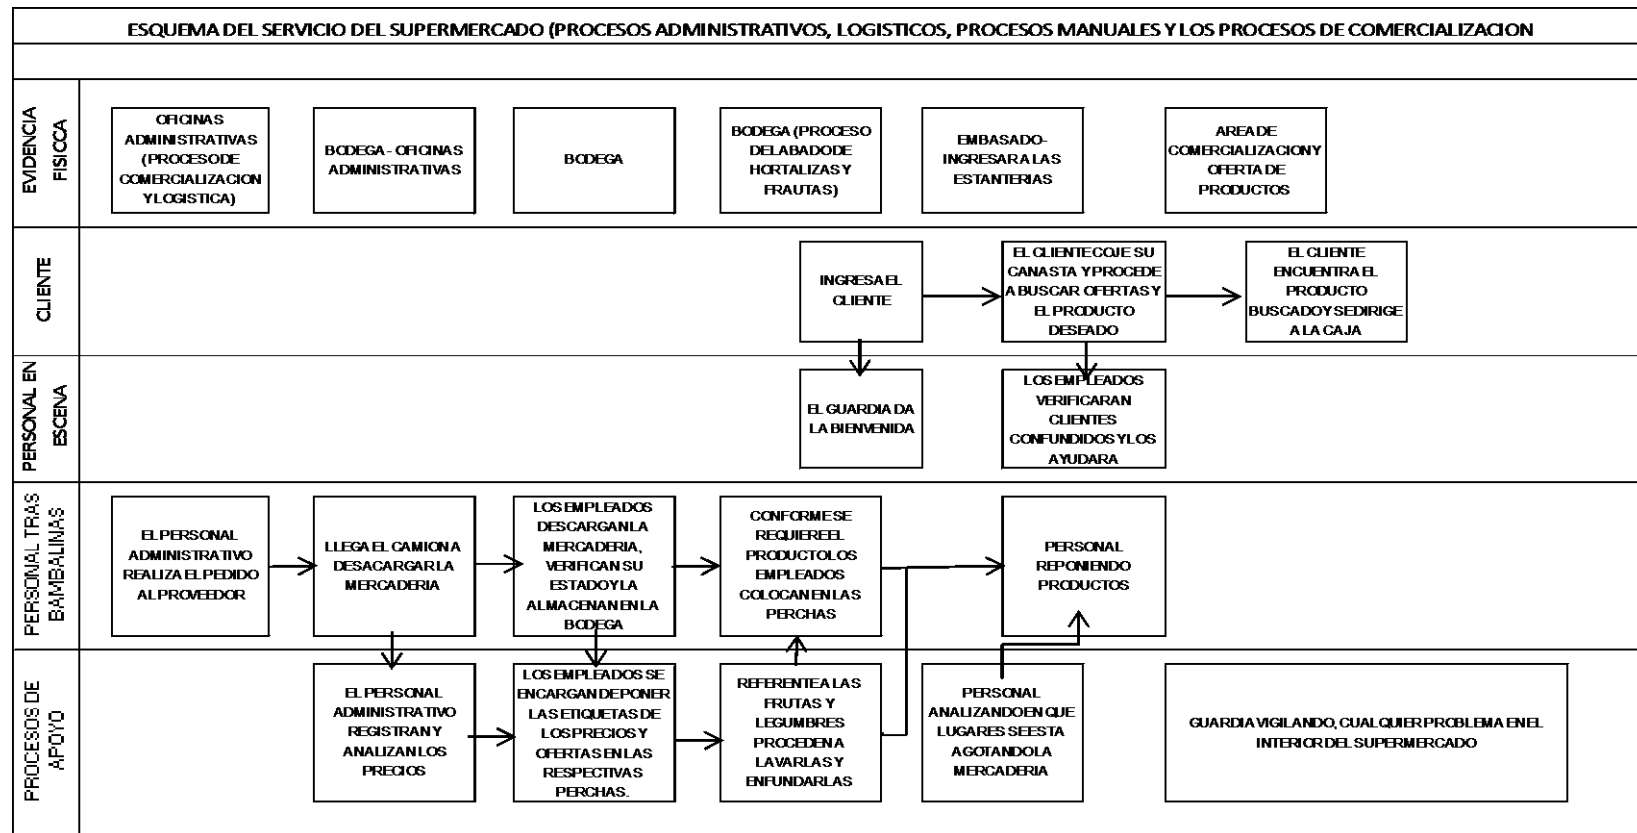 ESQUEMA DEL SERVICIO DEL SUPERMERCADO (PROCESOS ADMINISTRATIVOS, LOGISTICOS, PROCESOS MANUALES Y LOS PROCESOS DE COMERCIALIZACION
EVIDENCIA
FISICCA
OFICINAS
ADMINISTRATIVAS
(PROCESO DE
COMERCIALIZACION
Y LOGISTICA)
BODEGA - OFICINAS
ADMINISTRATIVAS
BODEGA
BODEGA (PROCESO
DE LABADO DE
HORTALIZAS Y
FRAUTAS)
EMBASADO-
INGRESAR A LAS
ESTANTERIAS
AREA DE
COMERCIALIZACION Y
OFERTA DE
PRODUCTOS
CLIENTE
INGRESA EL
CLIENTE
EL CLIENTE COJE SU
CANASTA Y PROCEDE
A BUSCAR OFERTAS Y
EL PRODUCTO
DESEADO
EL CLIENTE
ENCUENTRA EL
PRODUCTO
BUSCADO Y SE DIRIGE
A LA CAJA
PERSONAL EN
ESCENA
EL GUARDIA DA
LA BIENVENIDA
LOS EMPLEADOS
VERIFICARAN
CLIENTES
CONFUNDIDOS Y LOS
AYUDARA
PERSONAL TRAS
BAMBALINAS
EL PERSONAL
ADMINISTRATIVO
REALIZA EL PEDIDO
AL PROVEEDOR
LLEGA EL CAMION A
DESACARGAR LA
MERCADERIA
LOS EMPLEADOS
DESCARGAN LA
MERCADERIA,
VERIFICAN SU
ESTADO Y LA
ALMACENAN EN LA
BODEGA
CONFORME SE
REQUIERE EL
PRODUCTO LOS
EMPLEADOS
COLOCAN EN LAS
PERCHAS
PERSONAL
REPONIENDO
PRODUCTOS
PROCESOS DE
APOYO
EL PERSONAL
ADMINISTRATIVO
REGISTRAN Y
ANALIZAN LOS
PRECIOS
LOS EMPLEADOS SE
ENCARGAN DE PONER
LAS ETIQUETAS DE
LOS PRECIOS Y
OFERTAS EN LAS
RESPECTIVAS
PERCHAS.
REFERENTE A LAS
FRUTAS Y
LEGUMBRES
PROCEDEN A
LAVARLAS Y
ENFUNDARLAS
PERSONAL
ANALIZANDO EN QUE
LUGARES SE ESTA
AGOTANDO LA
MERCADERIA
GUARDIA VIGILANDO, CUALQUIER PROBLEMA EN EL
INTERIOR DEL SUPERMERCADO